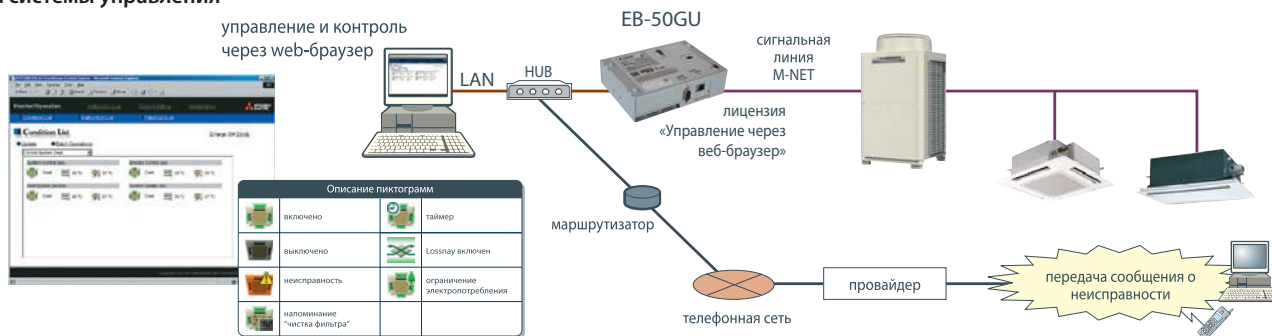 системы управления
управление и контроль
через web-браузер
LAN
HUB
EB-50GU
сигнальная
линия
M-NET
лицензия
«Управление через
веб-браузер»
Condition List
маршрутизатор
Описание пиктограмм
включено
таймер
выключено
Lossnay включен
неисправность
ограничение
электропотребления
напоминание
"чистка фильтра"
телефонная сеть
провайдер
передача сообщения о
неисправности